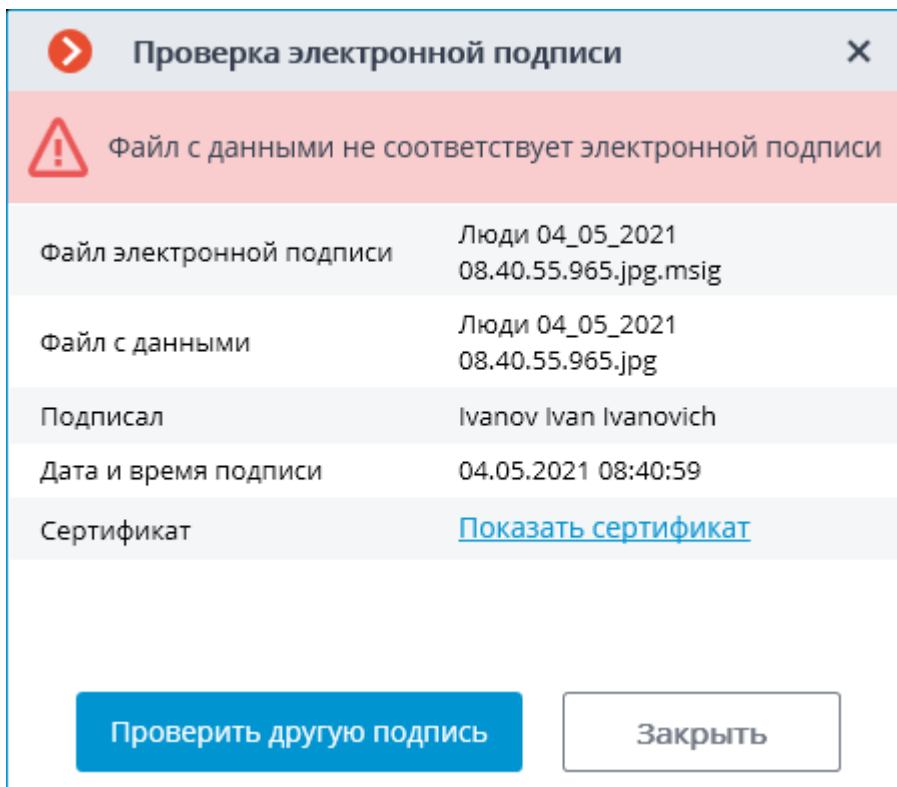 Проверка электронной подписи
Файл с данными не соответствует электронной подписи
Файл электронной подписи
Люди 04_05_2021
08.40.55.965.jpg.msig
Файл с данными
Люди 04_05_2021
08.40.55.965.jpg
Подписал
Ivanov Ivan Ivanovich
Дата и время подписи
04.05.2021 08:40:59
Сертификат
Показать сертификат
Проверить другую подпись
Закрыть